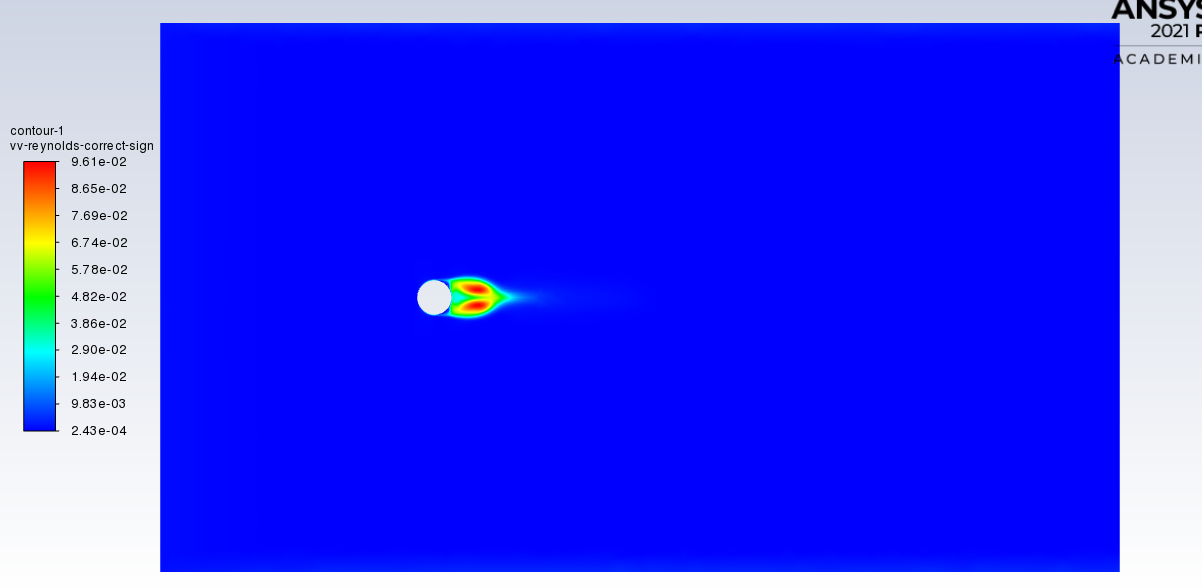 ANSYS
2021 R
ACADEMI
contour-1
vv-reynolds-correct-sign
9.61e-02
8.65e-02
7.69e-02
6.74e-02
5.78e-02
4.82e-02
3.86e-02
2.90e-02
1.94e-02
9.83e-03
2.43e-04